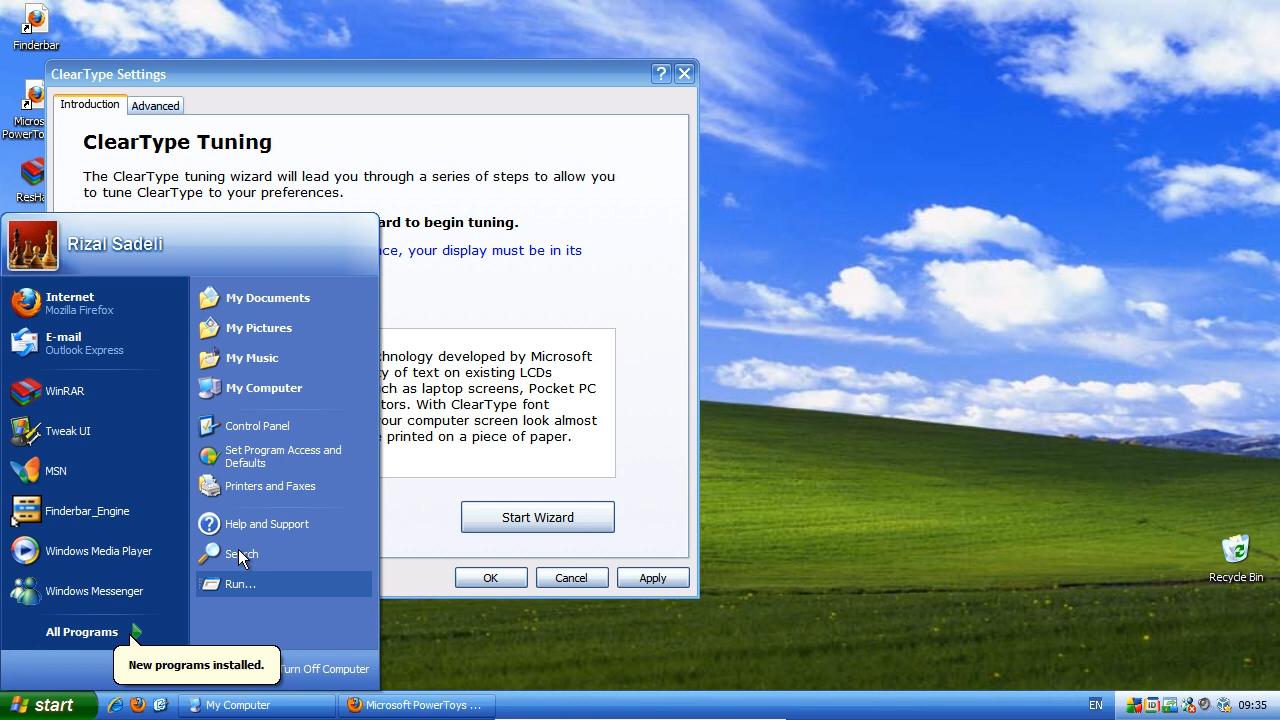 Finderbar
Micros
PowerTo
ResHa
ClearType Settings
Introduction
Advanced
ClearType Tuning
The ClearType tuning wizard will lead you through a series of steps to allow you
to tune ClearType to your preferences.
ard to begin tuning.
nce, your display must be in its
chnology developed by Microsoft
y of text on existing LCDs
ch as laptop screens, Pocket PC
itors. With ClearType font
our computer screen look almost
e printed on a piece of paper.
Start Wizard
OK
Cancel
Apply
Rizal Sadeli
Internet
Mozilla Firefox
E-mail
Outlook Express
WinRAR
Tweak UI
MSN
Finderbar_Engine
Windows Media Player
Windows Messenger
All Programs
My Documents
My Pictures
My Music
My Computer
Control Panel
Set Program Access and
Defaults
Printers and Faxes
Help and Support
Search
Run...
New programs installed.
Turn Off Computer
Recycle Bin
start
My Computer
Microsoft PowerToys ...
EN
ID
09:35